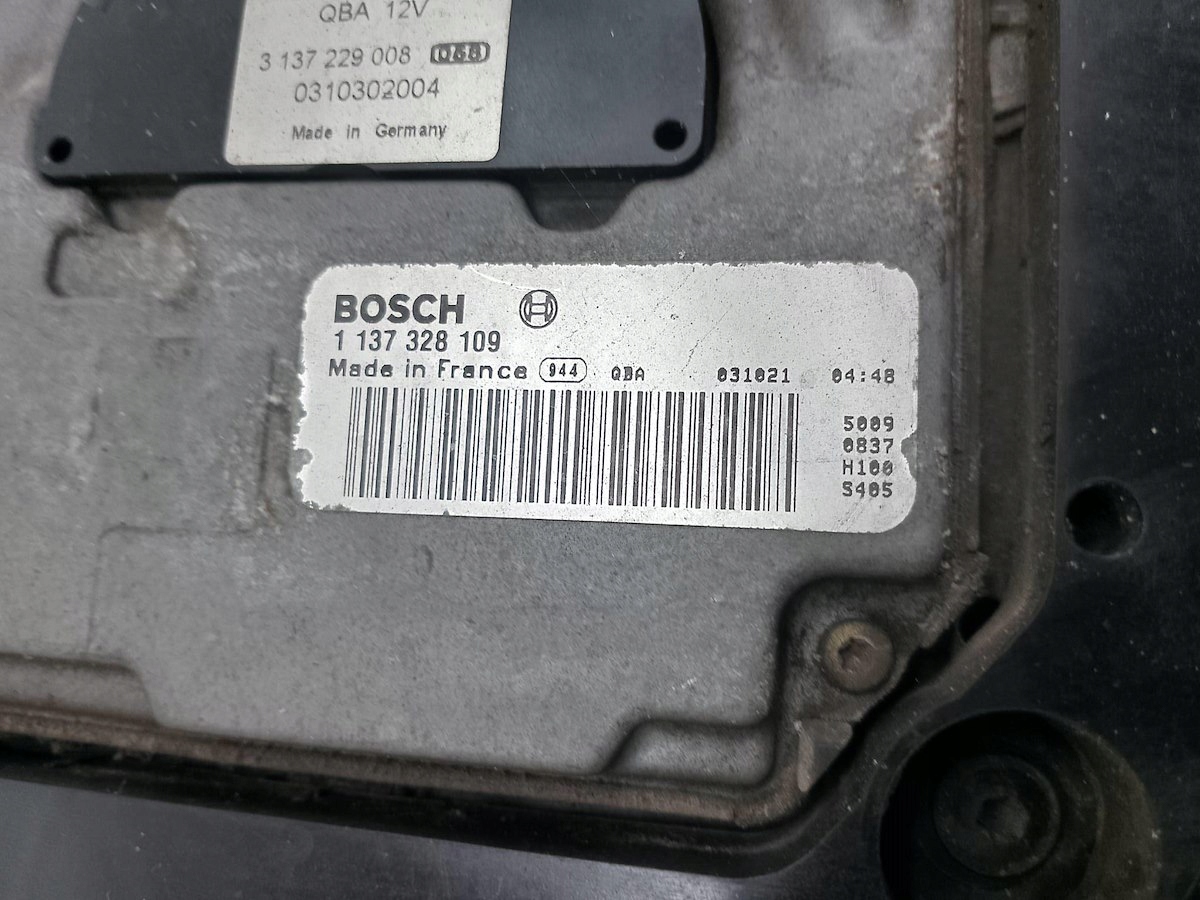 QBA 12V
3 137 229 008 068
0310302004
Made in Germany
BOSCH
1 137 328 109
Made in France 944 QBA 031021 04:48
5009
0837
H100
S405